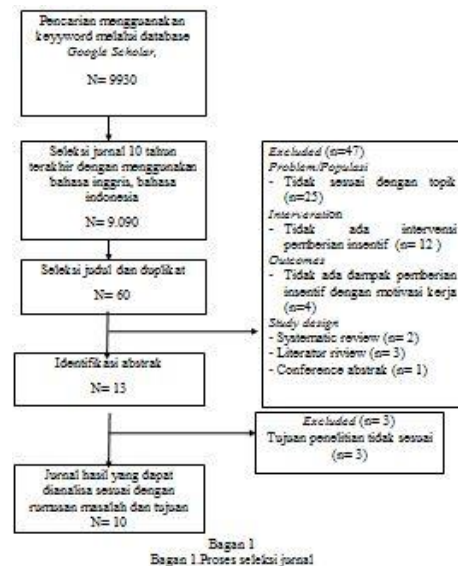 Pencarian mengguanakan
keyyword melalui database
Google Scholar,
N= 9930
Seleksi jurnal 10 tahun
terakhir dengan menggunakan
bahasa inggris, bahasa
indonesia
N= 9.090
Seleksi judul dan duplikat
N= 60
Excluded (n=47)
Problem/Populasi
- Tidak sesuai dengan topik
(n=25)
Interveration
- Tidak ada intervensi
pemberian insentif (n= 12 )
Outcomes
- Tidak ada dampak pemberian
insentif dengan motivasi kerja
(n=4)
Study design
- Systematic review (n= 2)
- Literatur riview (n= 3)
- Conference abstrak (n= 1)
Identifikasi abstrak
N= 13
Excluded (n= 3)
Tujuan penelitian tidak sesuai
(n= 3)
Jurnal hasil yang dapat
dianalisa sesuai dengan
rumusan masalah dan tujuan
N= 10
Bagan 1
Bagan 1.Proses seleksi jurnal